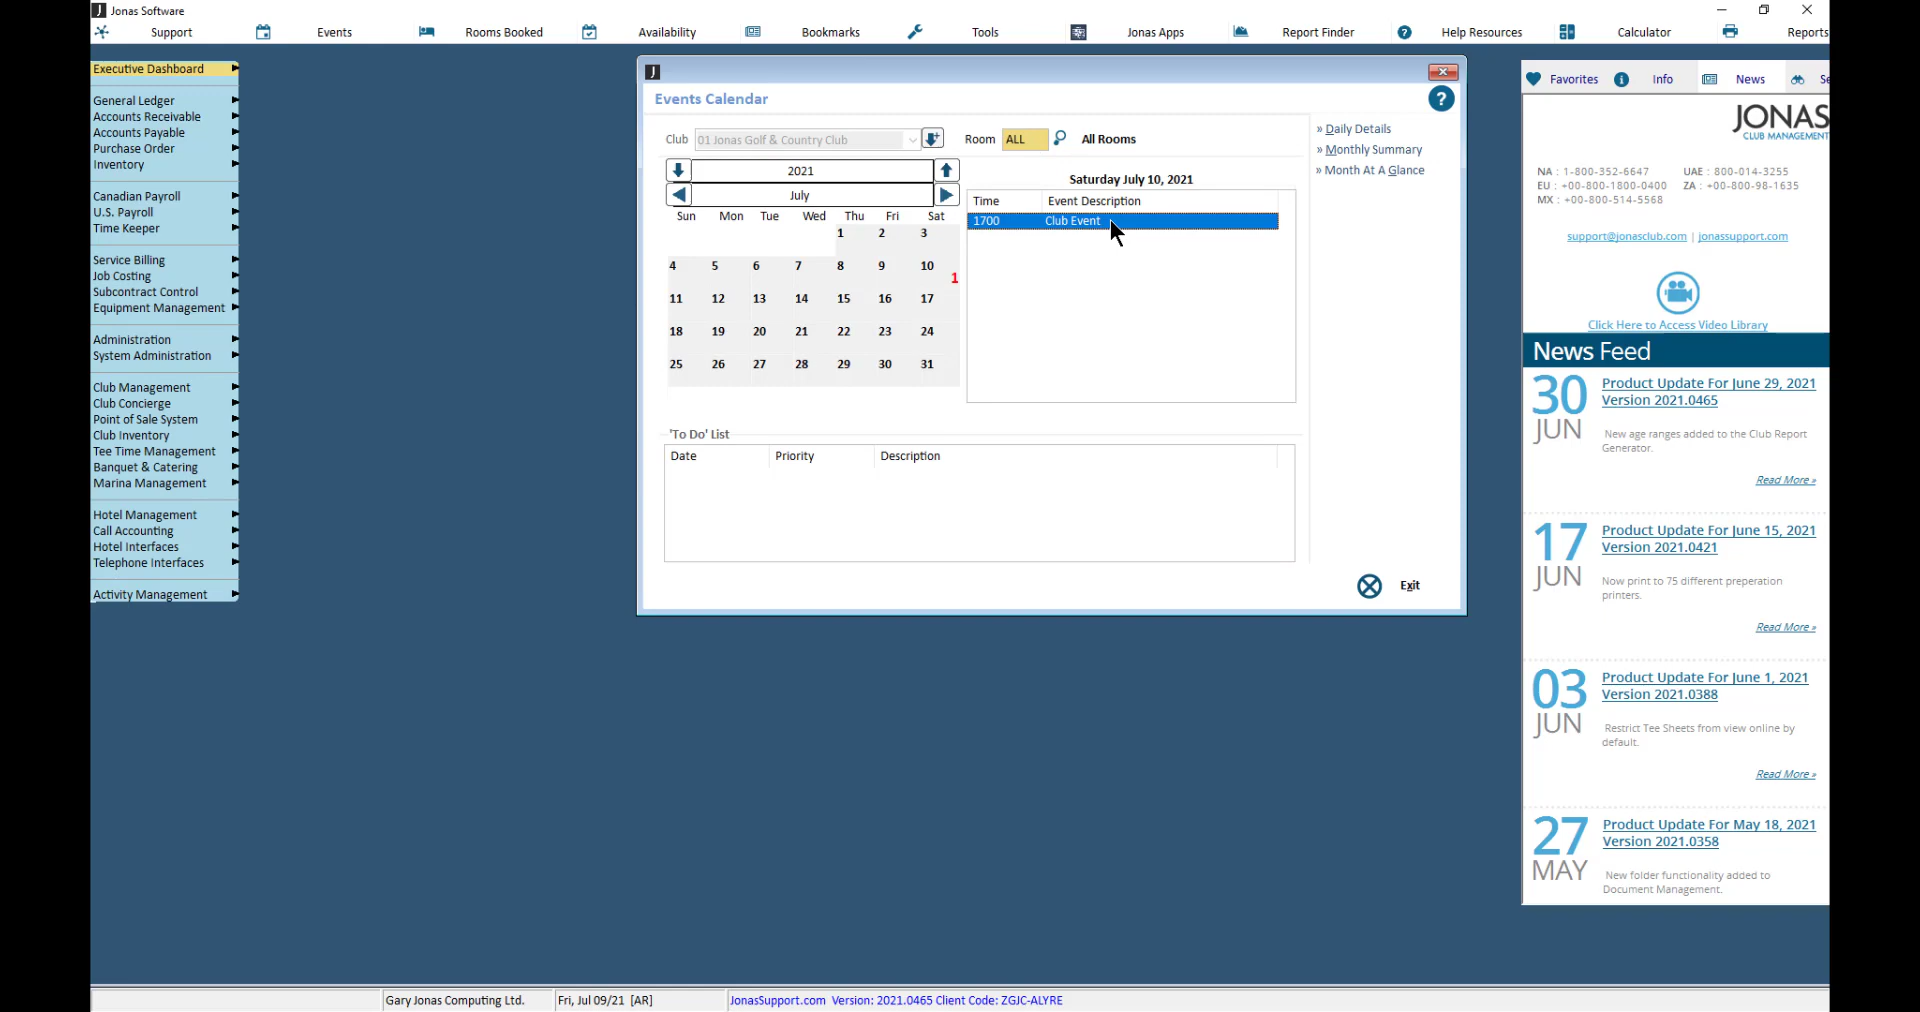 Jonas Software
Support Events Rooms Booked Availability Bookmarks Tools Jonas Apps Report Finder Help Resources Calculator Reports
Executive Dashboard
General Ledger
Accounts Receivable
Accounts Payable
Purchase Order
Inventory
Canadian Payroll
U.S. Payroll
Time Keeper
Service Billing
Job Costing
Subcontract Control
Equipment Management
Administration
System Administration
Club Management
Club Concierge
Point of Sale System
Club Inventory
Tee Time Management
Banquet & Catering
Marina Management
Hotel Management
Call Accounting
Hotel Interfaces
Telephone Interfaces
Activity Management
Events Calendar
Club 01 Jonas Golf & Country Club Room ALL All Rooms
2021
July
Sun Mon Tue Wed Thu Fri Sat
1 2 3
4 5 6 7 8 9 10
1
11 12 13 14 15 16 17
18 19 20 21 22 23 24
25 26 27 28 29 30 31
Saturday July 10, 2021
Time Event Description
1700 Club Event
» Daily Details
» Monthly Summary
» Month At A Glance
'To Do' List
Date Priority Description
Exit
Favorites Info News
JONAS
CLUB MANAGEMENT
NA : 1-800-352-6647 UAE : 800-014-3255
EU : +00-800-1800-0400 ZA : +00-800-98-1635
MX : +00-800-514-5568
support@jonasclub.com | jonassupport.com
Click Here to Access Video Library
News Feed
30 JUN
Product Update For June 29, 2021
Version 2021.0465
New age ranges added to the Club Report
Generator.
Read More »
17 JUN
Product Update For June 15, 2021
Version 2021.0421
Now print to 75 different preperation
printers.
Read More »
03 JUN
Product Update For June 1, 2021
Version 2021.0388
Restrict Tee Sheets from view online by
default.
Read More »
27 MAY
Product Update For May 18, 2021
Version 2021.0358
New folder functionality added to
Document Management.
Gary Jonas Computing Ltd. Fri, Jul 09/21 [AR] JonasSupport.com Version: 2021.0465 Client Code: ZGJC-ALYRE